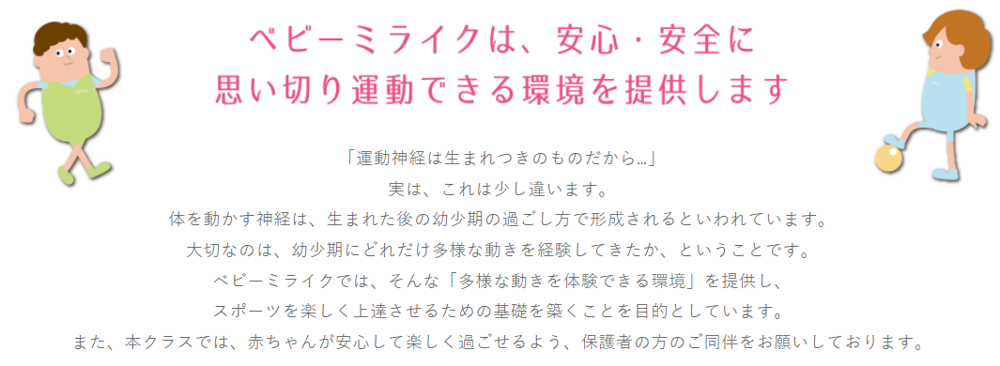 ベビーミライクは、安心・安全に
思い切り運動できる環境を提供します
「運動神経は生まれつきのものだから…」
実は、これは少し違います。
体を動かす神経は、生まれた後の幼少期の過ごし方で形成されるといわれています。
大切なのは、幼少期にどれだけ多様な動きを経験してきたか、ということです。
ベビーミライクでは、そんな「多様な動きを体験できる環境」を提供し、
スポーツを楽しく上達させるための基礎を築くことを目的としています。
また、本クラスでは、赤ちゃんが安心して楽しく過ごせるよう、保護者の方のご同伴をお願いしております。